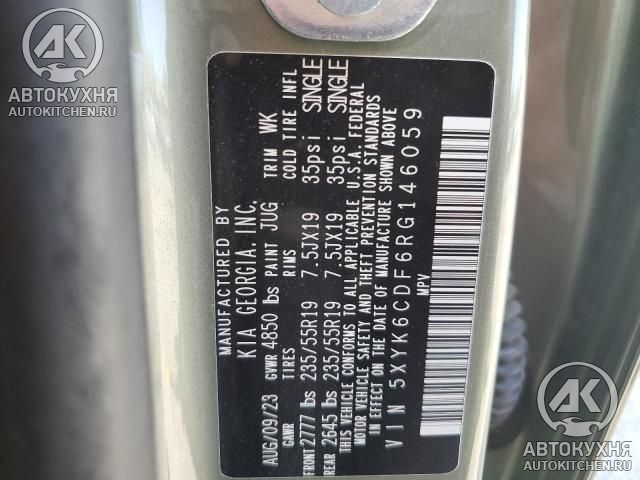 MANUFACTURED BY
KIA GEORGIA, INC.
AUG/09/23 GVWR 4850 lbs PAINT JUG TRIM WK
GAWR TIRES RIMS COLD TIRE INFL
FRONT 2777 lbs 235/55R19 7.5JX19 35psi SINGLE
REAR 2645 lbs 235/55R19 7.5JX19 35psi SINGLE
THIS VEHICLE CONFORMS TO ALL APPLICABLE U.S.A. FEDERAL
MOTOR VEHICLE SAFETY AND THEFT PREVENTION STANDARDS
IN EFFECT ON THE DATE OF MANUFACTURE SHOWN ABOVE
VIN 5XYK6CDF6RG146059
MPV
АК
АВТОКУХНЯ
AUTOKITCHEN.RU
АК
АВТОКУХНЯ
AUTOKITCHEN.RU